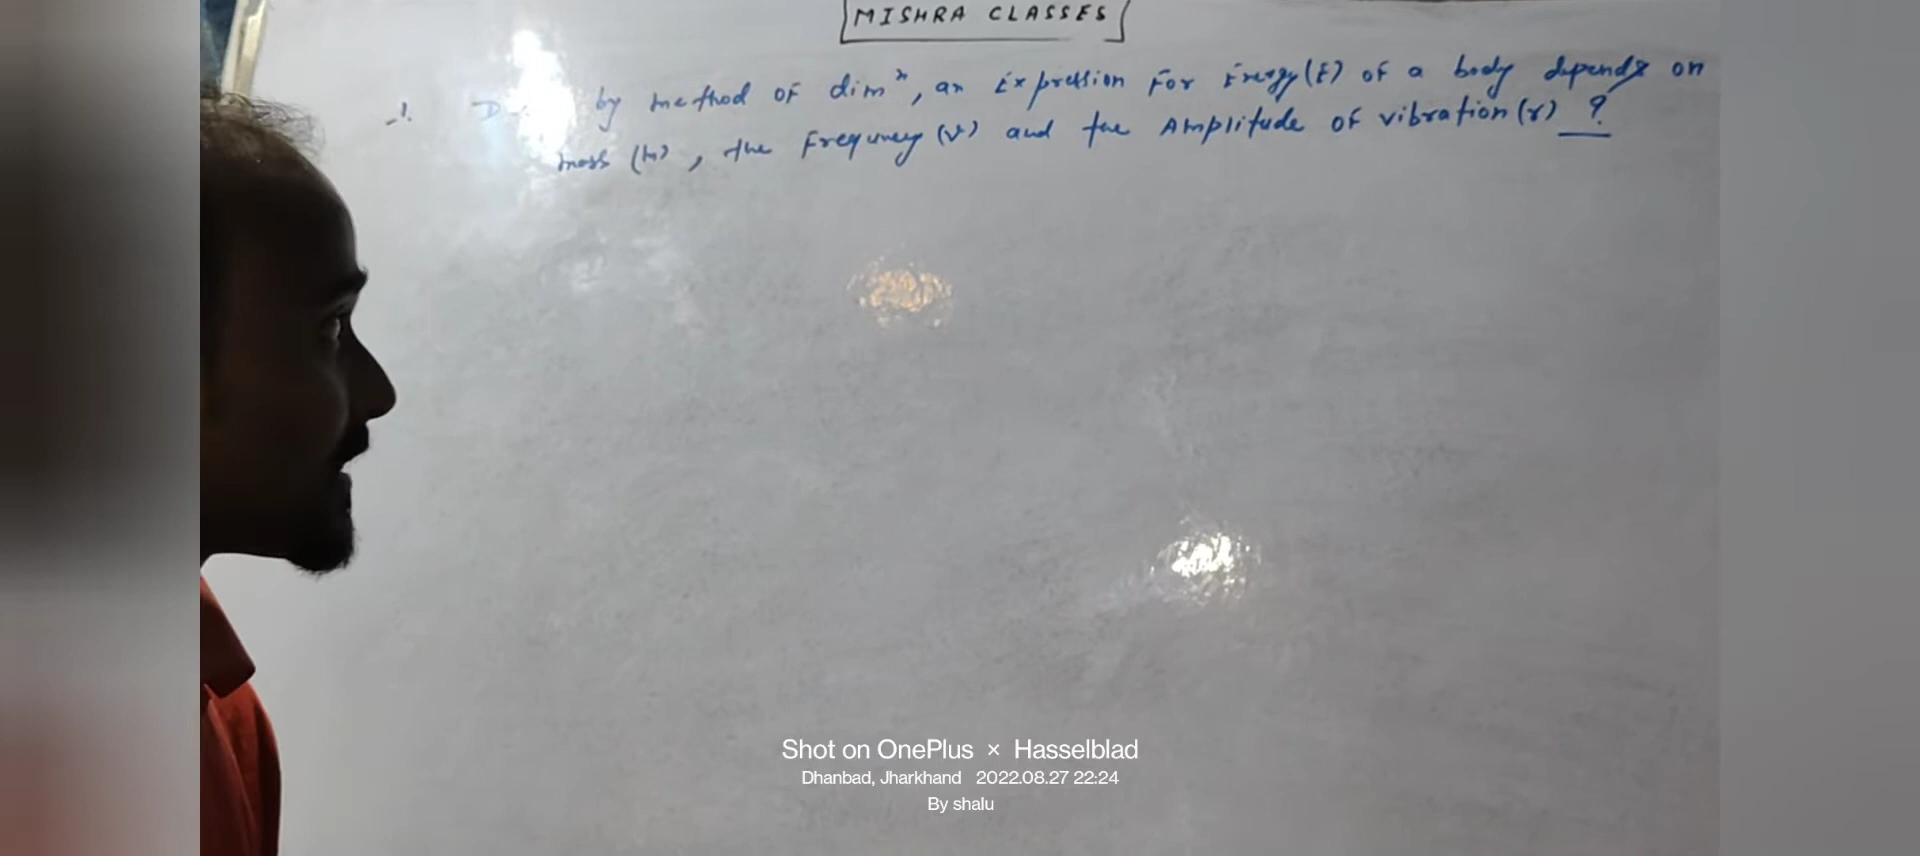 MISHRA CLASSES
1. by method of dimⁿ, an Expression For Energy (E) of a body depends on
mass (m), the Frequency (ν) and the Amplitude of vibration (r) ?
Shot on OnePlus × Hasselblad
Dhanbad, Jharkhand 2022.08.27 22:24
By shalu